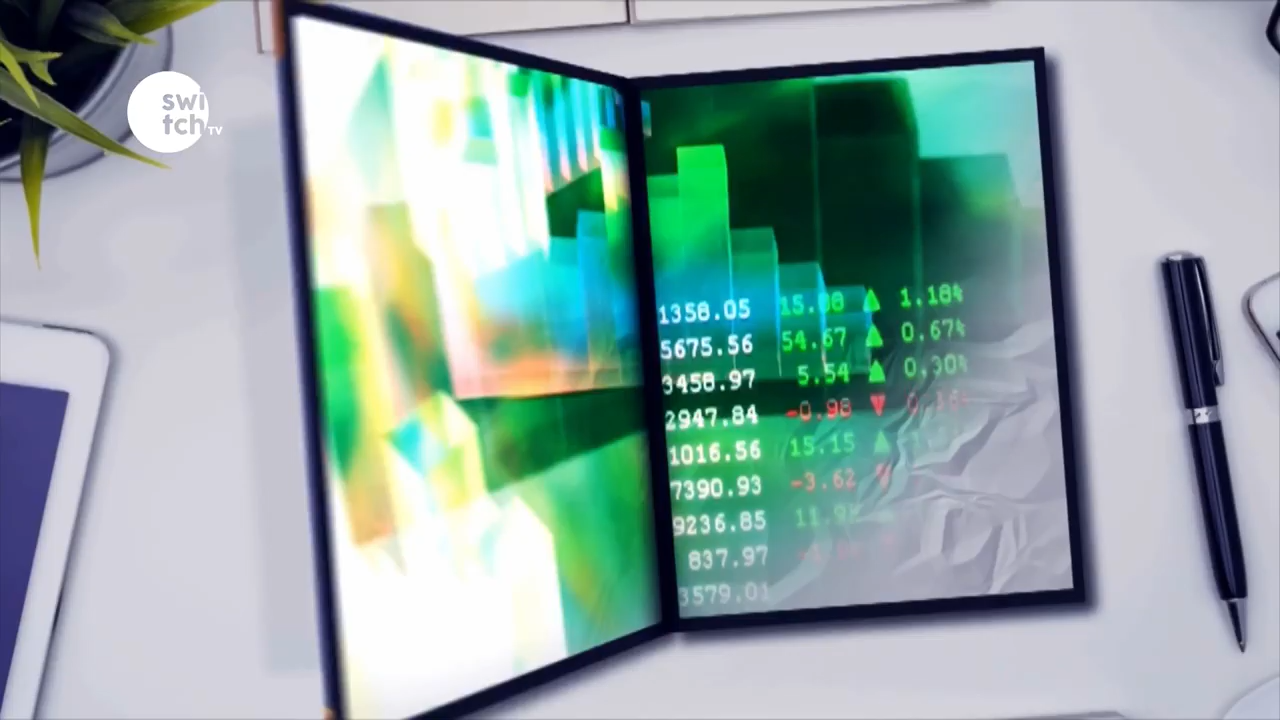 swi
tch TV
1358.05 15.08 ▲ 1.18%
5675.56 54.67 ▲ 0.67%
3458.97 5.54 ▲ 0.30%
2947.84 -0.98 ▼
1016.56 15.15 ▲
7390.93 -3.62 ▼
9236.85
837.97
3579.01